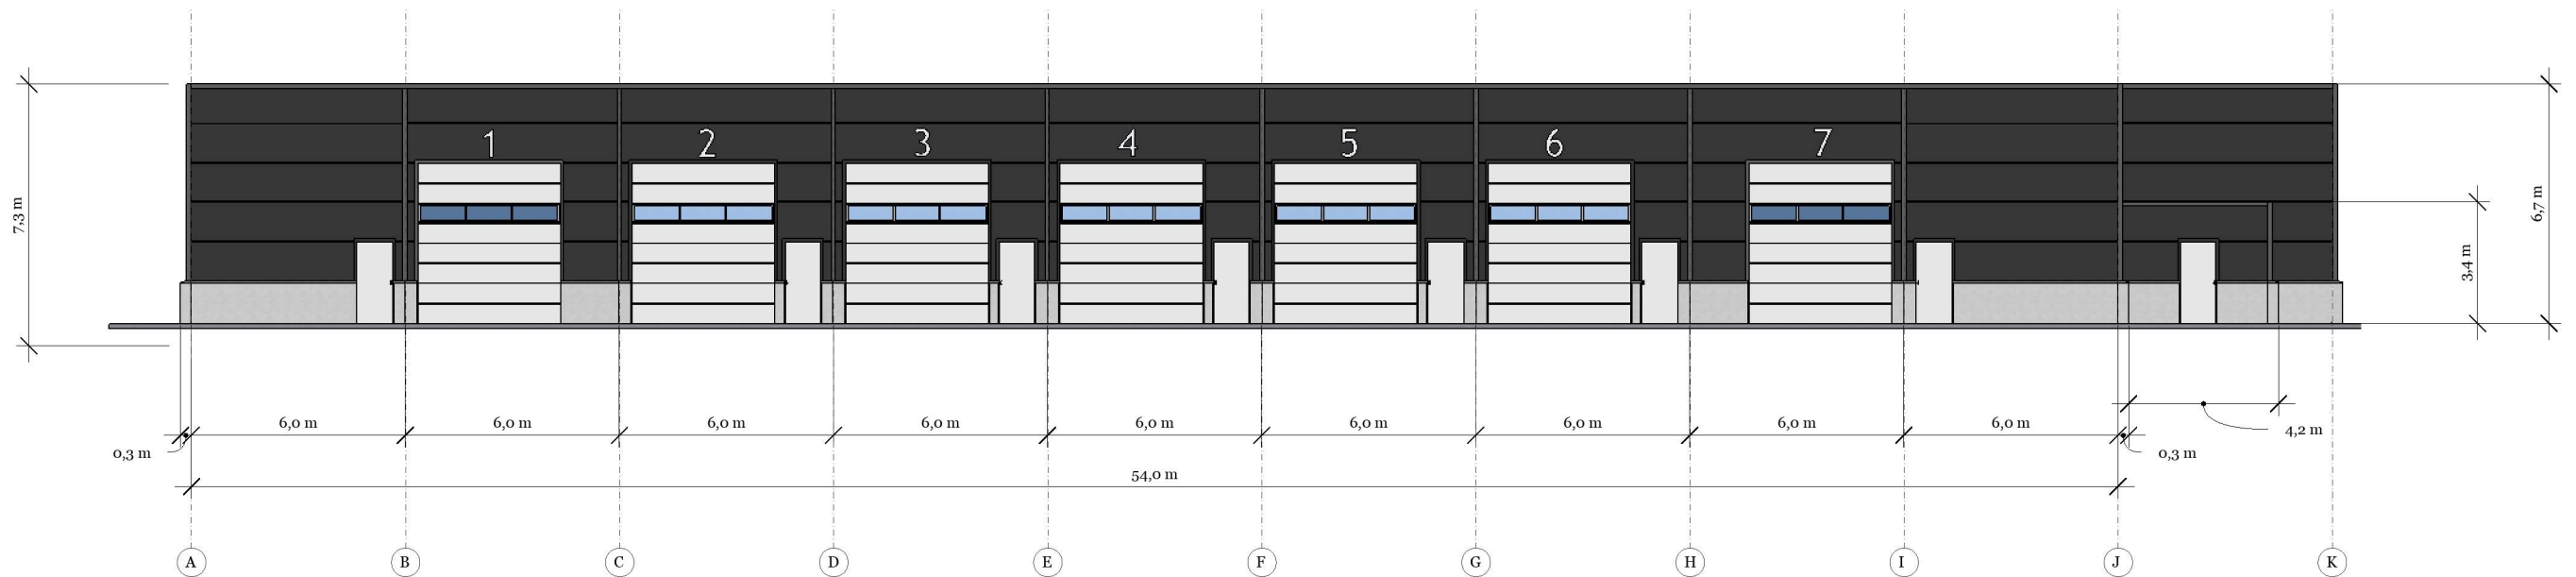 1 2 3 4 5 6 7
7,3 m
6,7 m
3,4 m
6,0 m 6,0 m 6,0 m 6,0 m 6,0 m 6,0 m 6,0 m 6,0 m 6,0 m
4,2 m
0,3 m 0,3 m
54,0 m
A B C D E F G H I J K